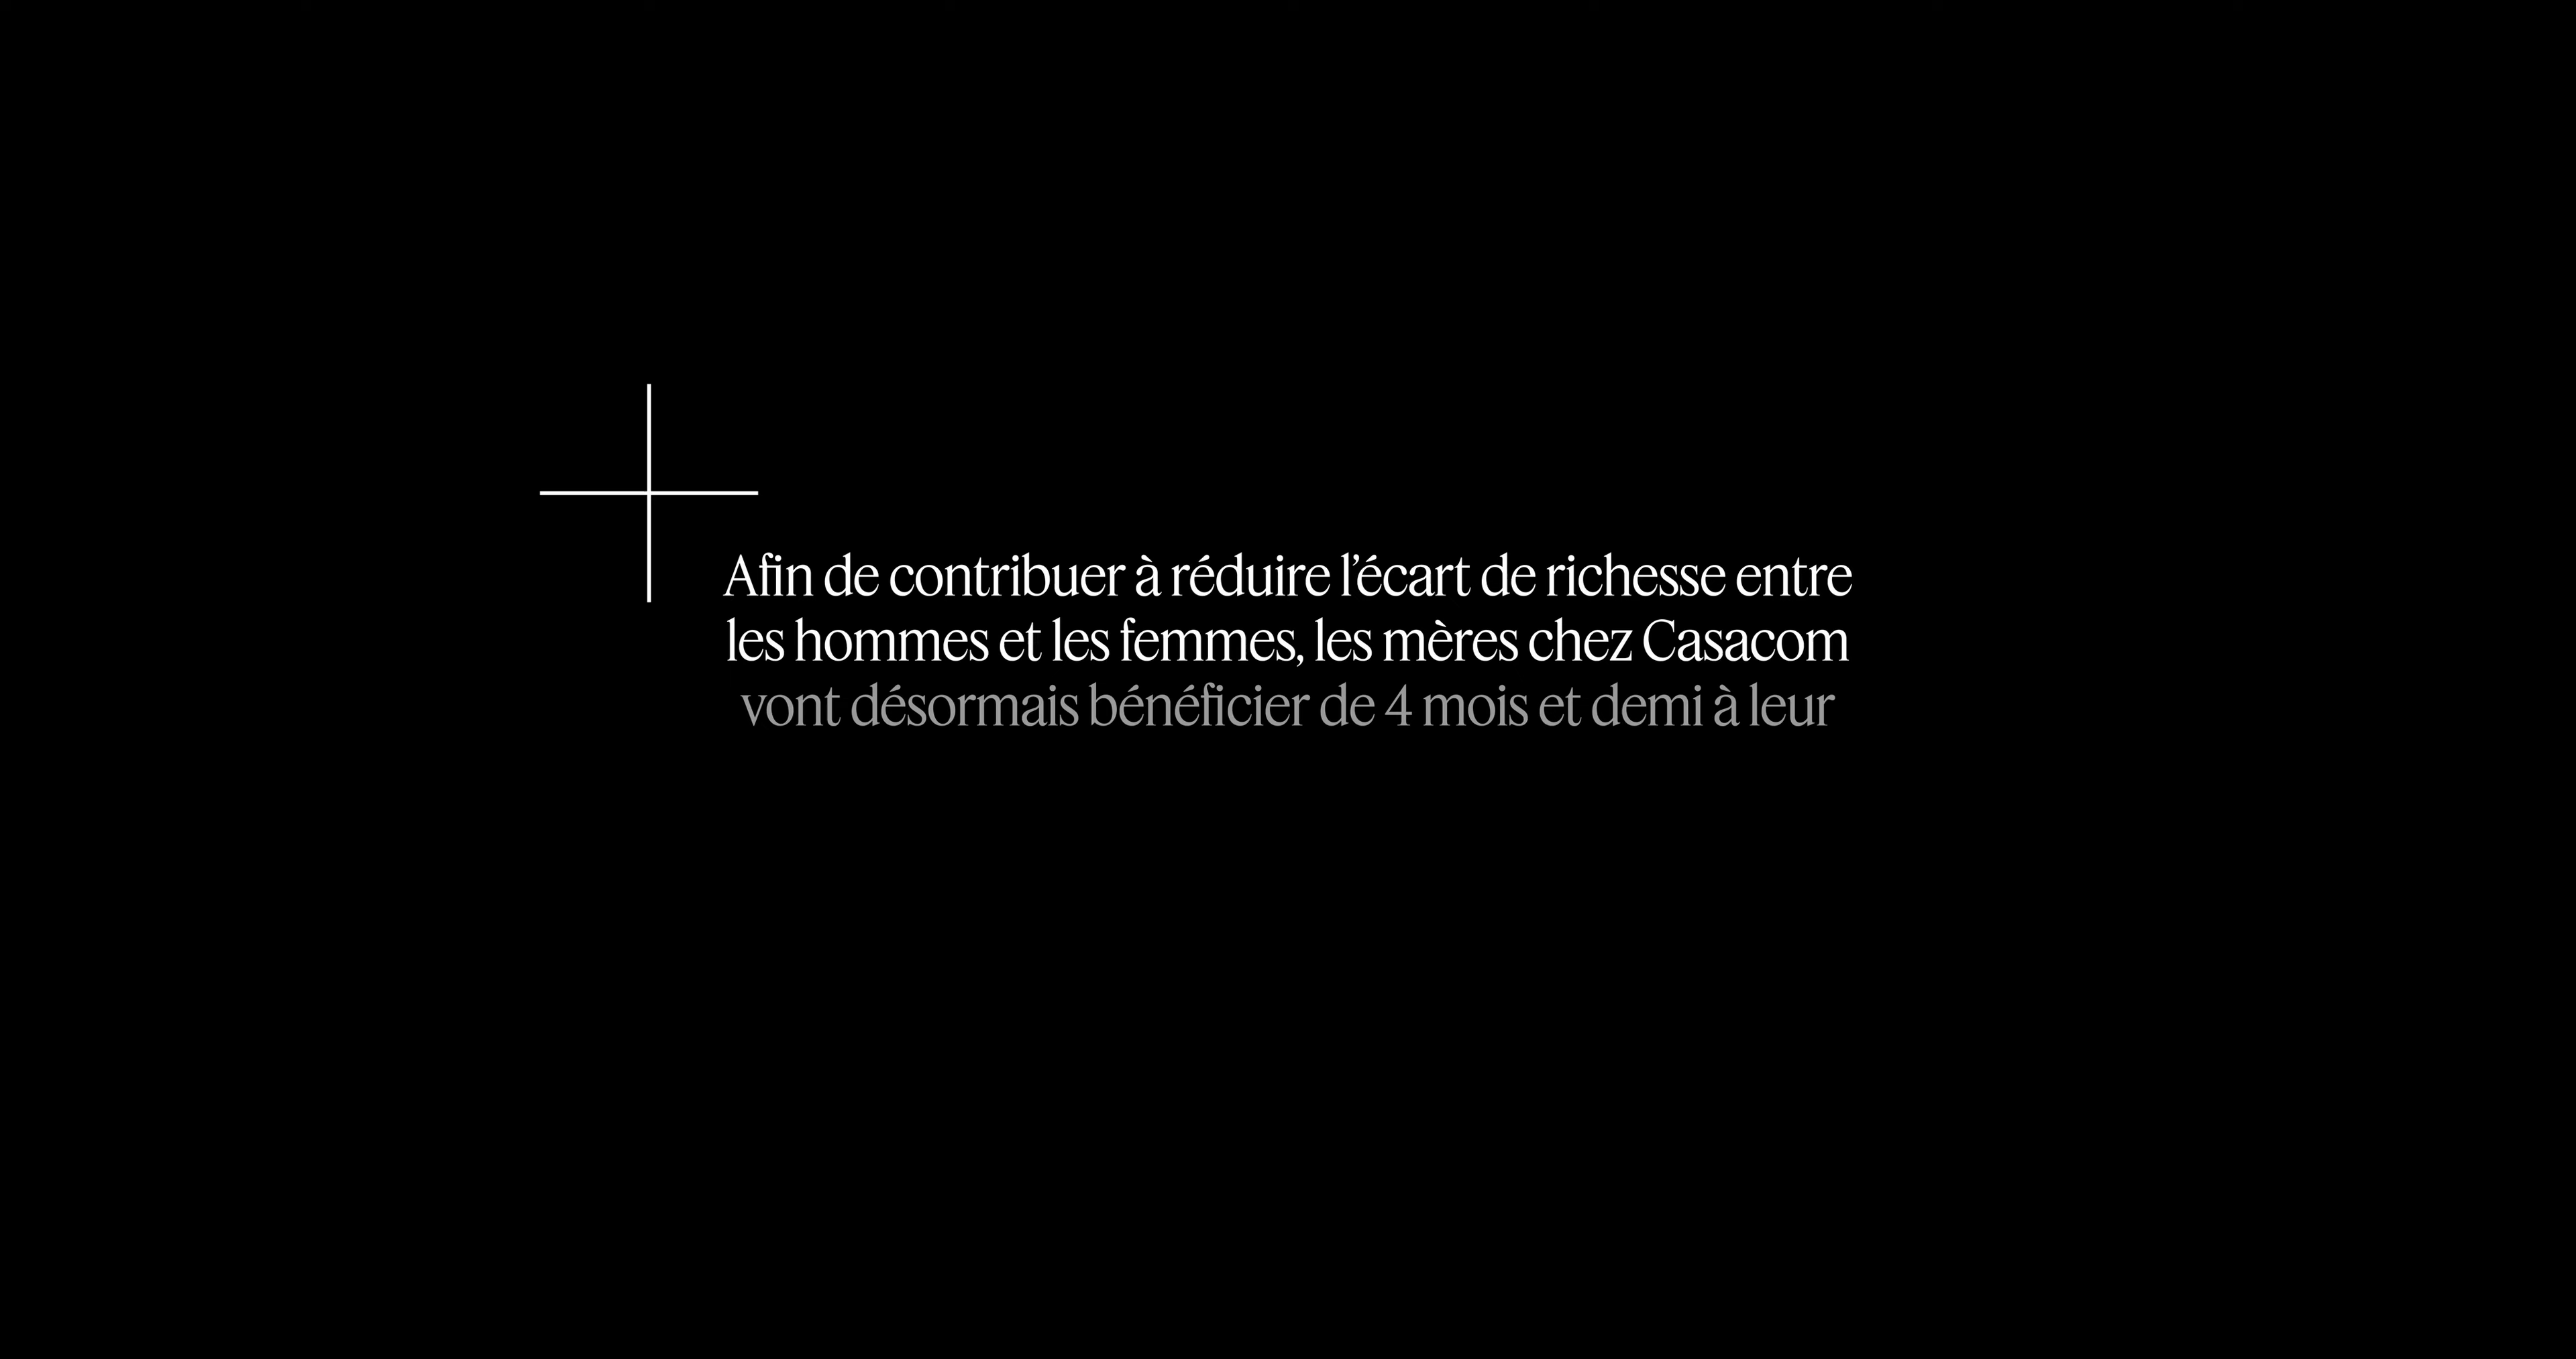 Afin de contribuer à réduire l’écart de richesse entre
les hommes et les femmes, les mères chez Casacom
vont désormais bénéficier de 4 mois et demi à leur